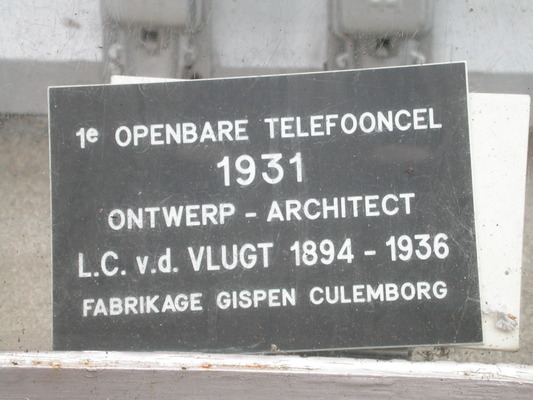 1e OPENBARE TELEFOONCEL
1931
ONTWERP - ARCHITECT
L.C. v.d. VLUGT 1894 - 1936
FABRIKAGE GISPEN CULEMBORG